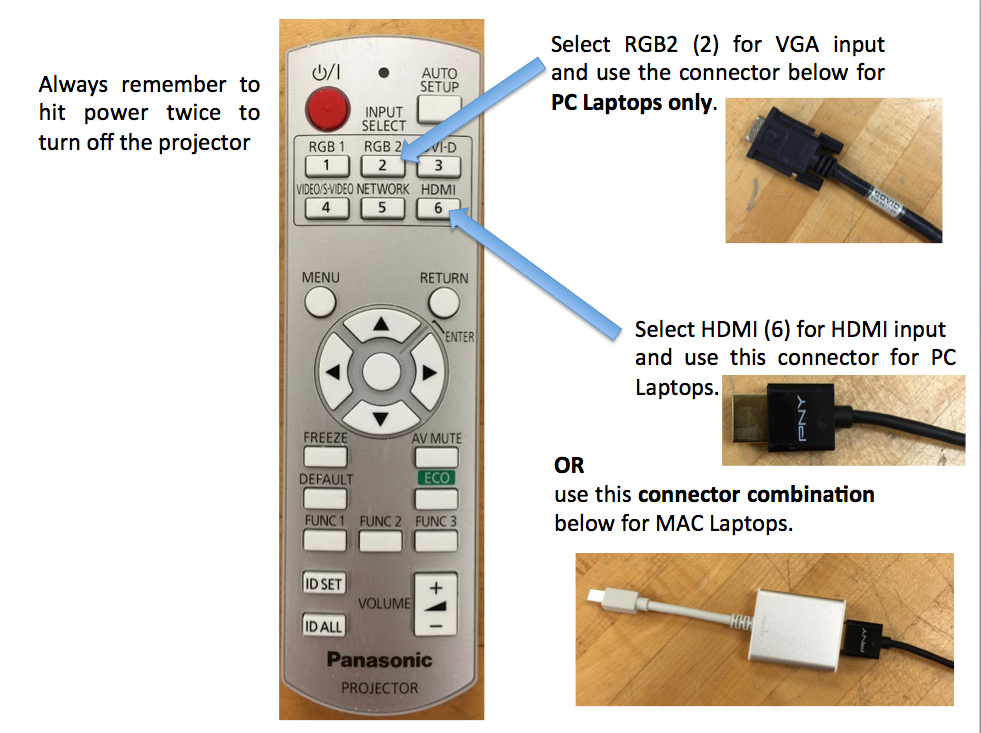 Always remember to
hit power twice to
turn off the projector
Select RGB2 (2) for VGA input
and use the connector below for
PC Laptops only.
Select HDMI (6) for HDMI input
and use this connector for PC
Laptops.
OR
use this connector combination
below for MAC Laptops.
⏻/I
AUTO
SETUP
INPUT
SELECT
RGB 1 RGB 2 DVI-D
1 2 3
VIDEO/S-VIDEO NETWORK HDMI
4 5 6
MENU RETURN
ENTER
FREEZE AV MUTE
DEFAULT ECO
FUNC 1 FUNC 2 FUNC 3
ID SET
VOLUME + −
ID ALL
Panasonic
PROJECTOR
PNY
PNY